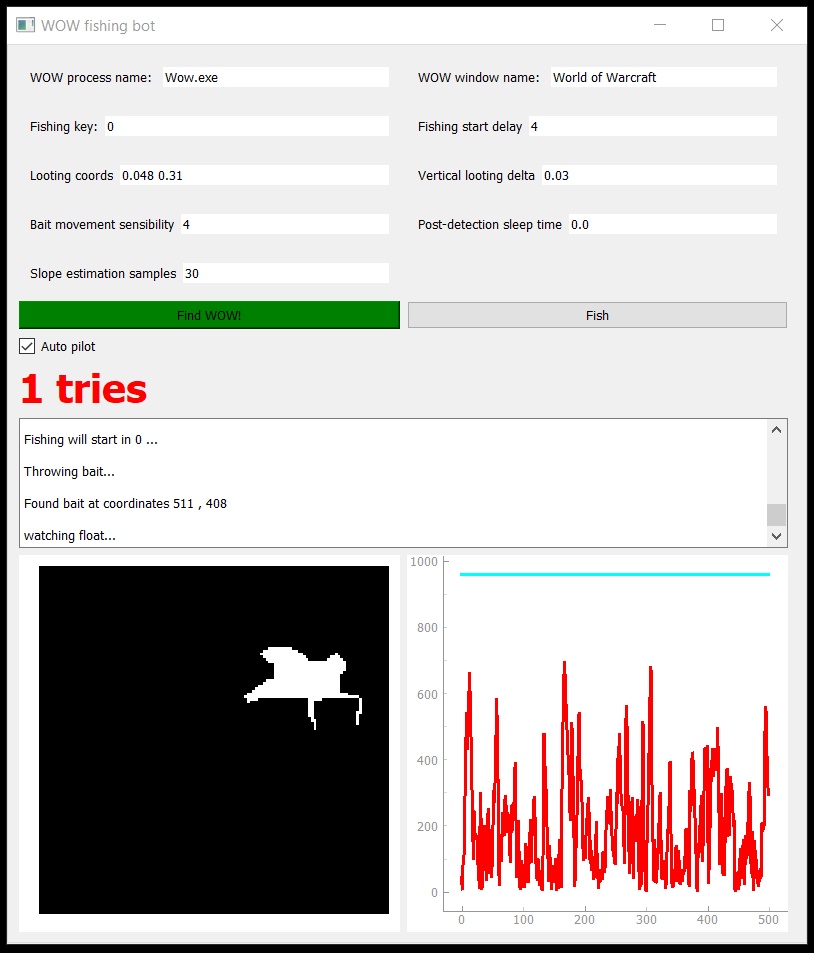 WOW fishing bot
WOW process name: Wow.exe
WOW window name: World of Warcraft
Fishing key: 0
Fishing start delay 4
Looting coords 0.048 0.31
Vertical looting delta 0.03
Bait movement sensibility 4
Post-detection sleep time 0.0
Slope estimation samples 30
Find WOW!
Fish
Auto pilot
1 tries
Fishing will start in 0 ...
Throwing bait...
Found bait at coordinates 511 , 408
watching float...
1000
800
600
400
200
0
0 100 200 300 400 500